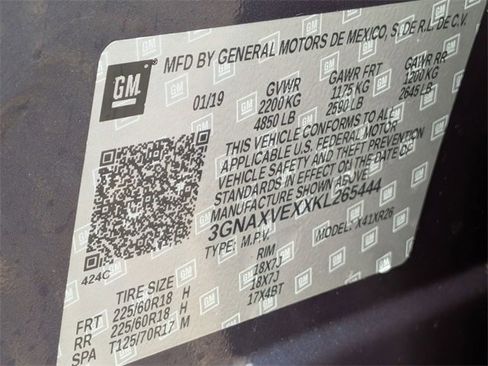 GM
MFD BY GENERAL MOTORS DE MEXICO, S. DE R.L. DE C.V.
01/19 GVWR GAWR FRT GAWR RR
2200 KG 1175 KG 1200 KG
4850 LB 2590 LB 2645 LB
THIS VEHICLE CONFORMS TO ALL
APPLICABLE U.S. FEDERAL MOTOR
VEHICLE SAFETY AND THEFT PREVENTION
STANDARDS IN EFFECT ON THE DATE OF
MANUFACTURE SHOWN ABOVE
3GNAXVEXXKL265444
TYPE: M.P.V. MODEL: X41XR26
424C
TIRE SIZE RIM
FRT 225/60R18 H 18X7J
RR 225/60R18 H 18X7J
SPA T125/70R17 M 17X4BT